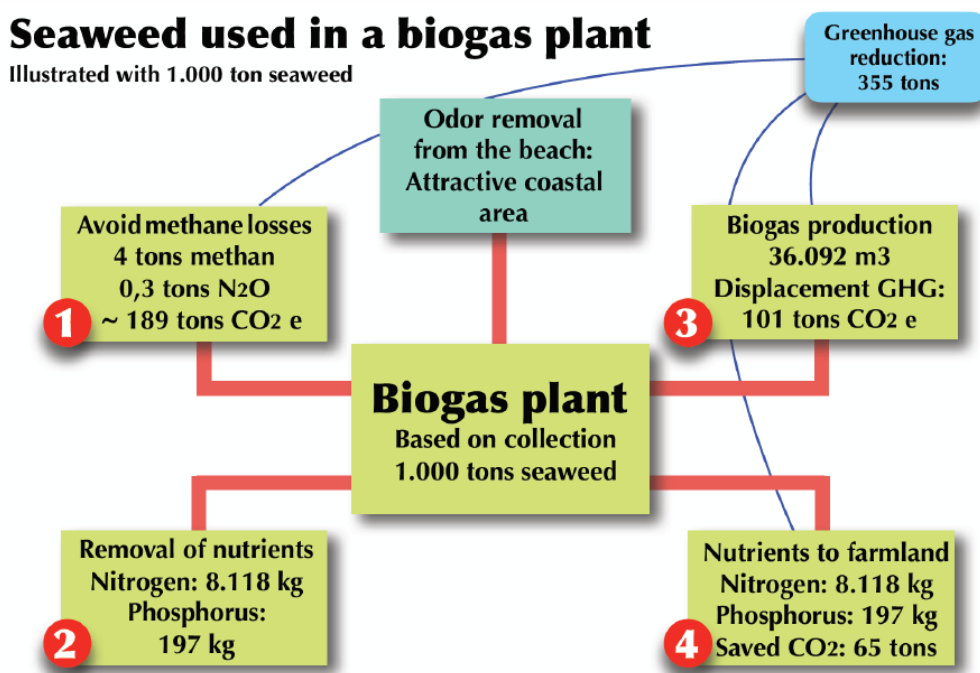 Seaweed used in a biogas plant
Illustrated with 1.000 ton seaweed
Greenhouse gas
reduction:
355 tons
Odor removal
from the beach:
Attractive coastal
area
Avoid methane losses
4 tons methan
0,3 tons N2O
~ 189 tons CO2 e
1
Biogas production
36.092 m3
Displacement GHG:
101 tons CO2 e
3
Biogas plant
Based on collection
1.000 tons seaweed
Removal of nutrients
Nitrogen: 8.118 kg
Phosphorus:
197 kg
2
Nutrients to farmland
Nitrogen: 8.118 kg
Phosphorus: 197 kg
Saved CO2: 65 tons
4